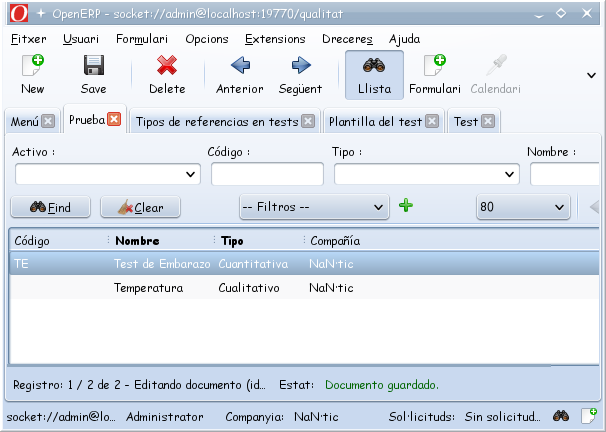 OpenERP - socket://admin@localhost:19770/qualitat
Fitxer Usuari Formulari Opcions Extensions Dreceres Ajuda
New Save Delete Anterior Següent Llista Formulari Calendari
Menú Prueba Tipos de referencias en tests Plantilla del test Test
Activo : Código : Tipo : Nombre :
Find Clear -- Filtros -- 80
Código Nombre Tipo Compañía
TE Test de Embarazo Cuantitativa NaN·tic
Temperatura Cualitativo NaN·tic
Registro: 1 / 2 de 2 - Editando documento (id... Estat: Documento guardado.
socket://admin@lo... Administrator Companyia: NaN·tic Sol·licituds: Sin solicitud...